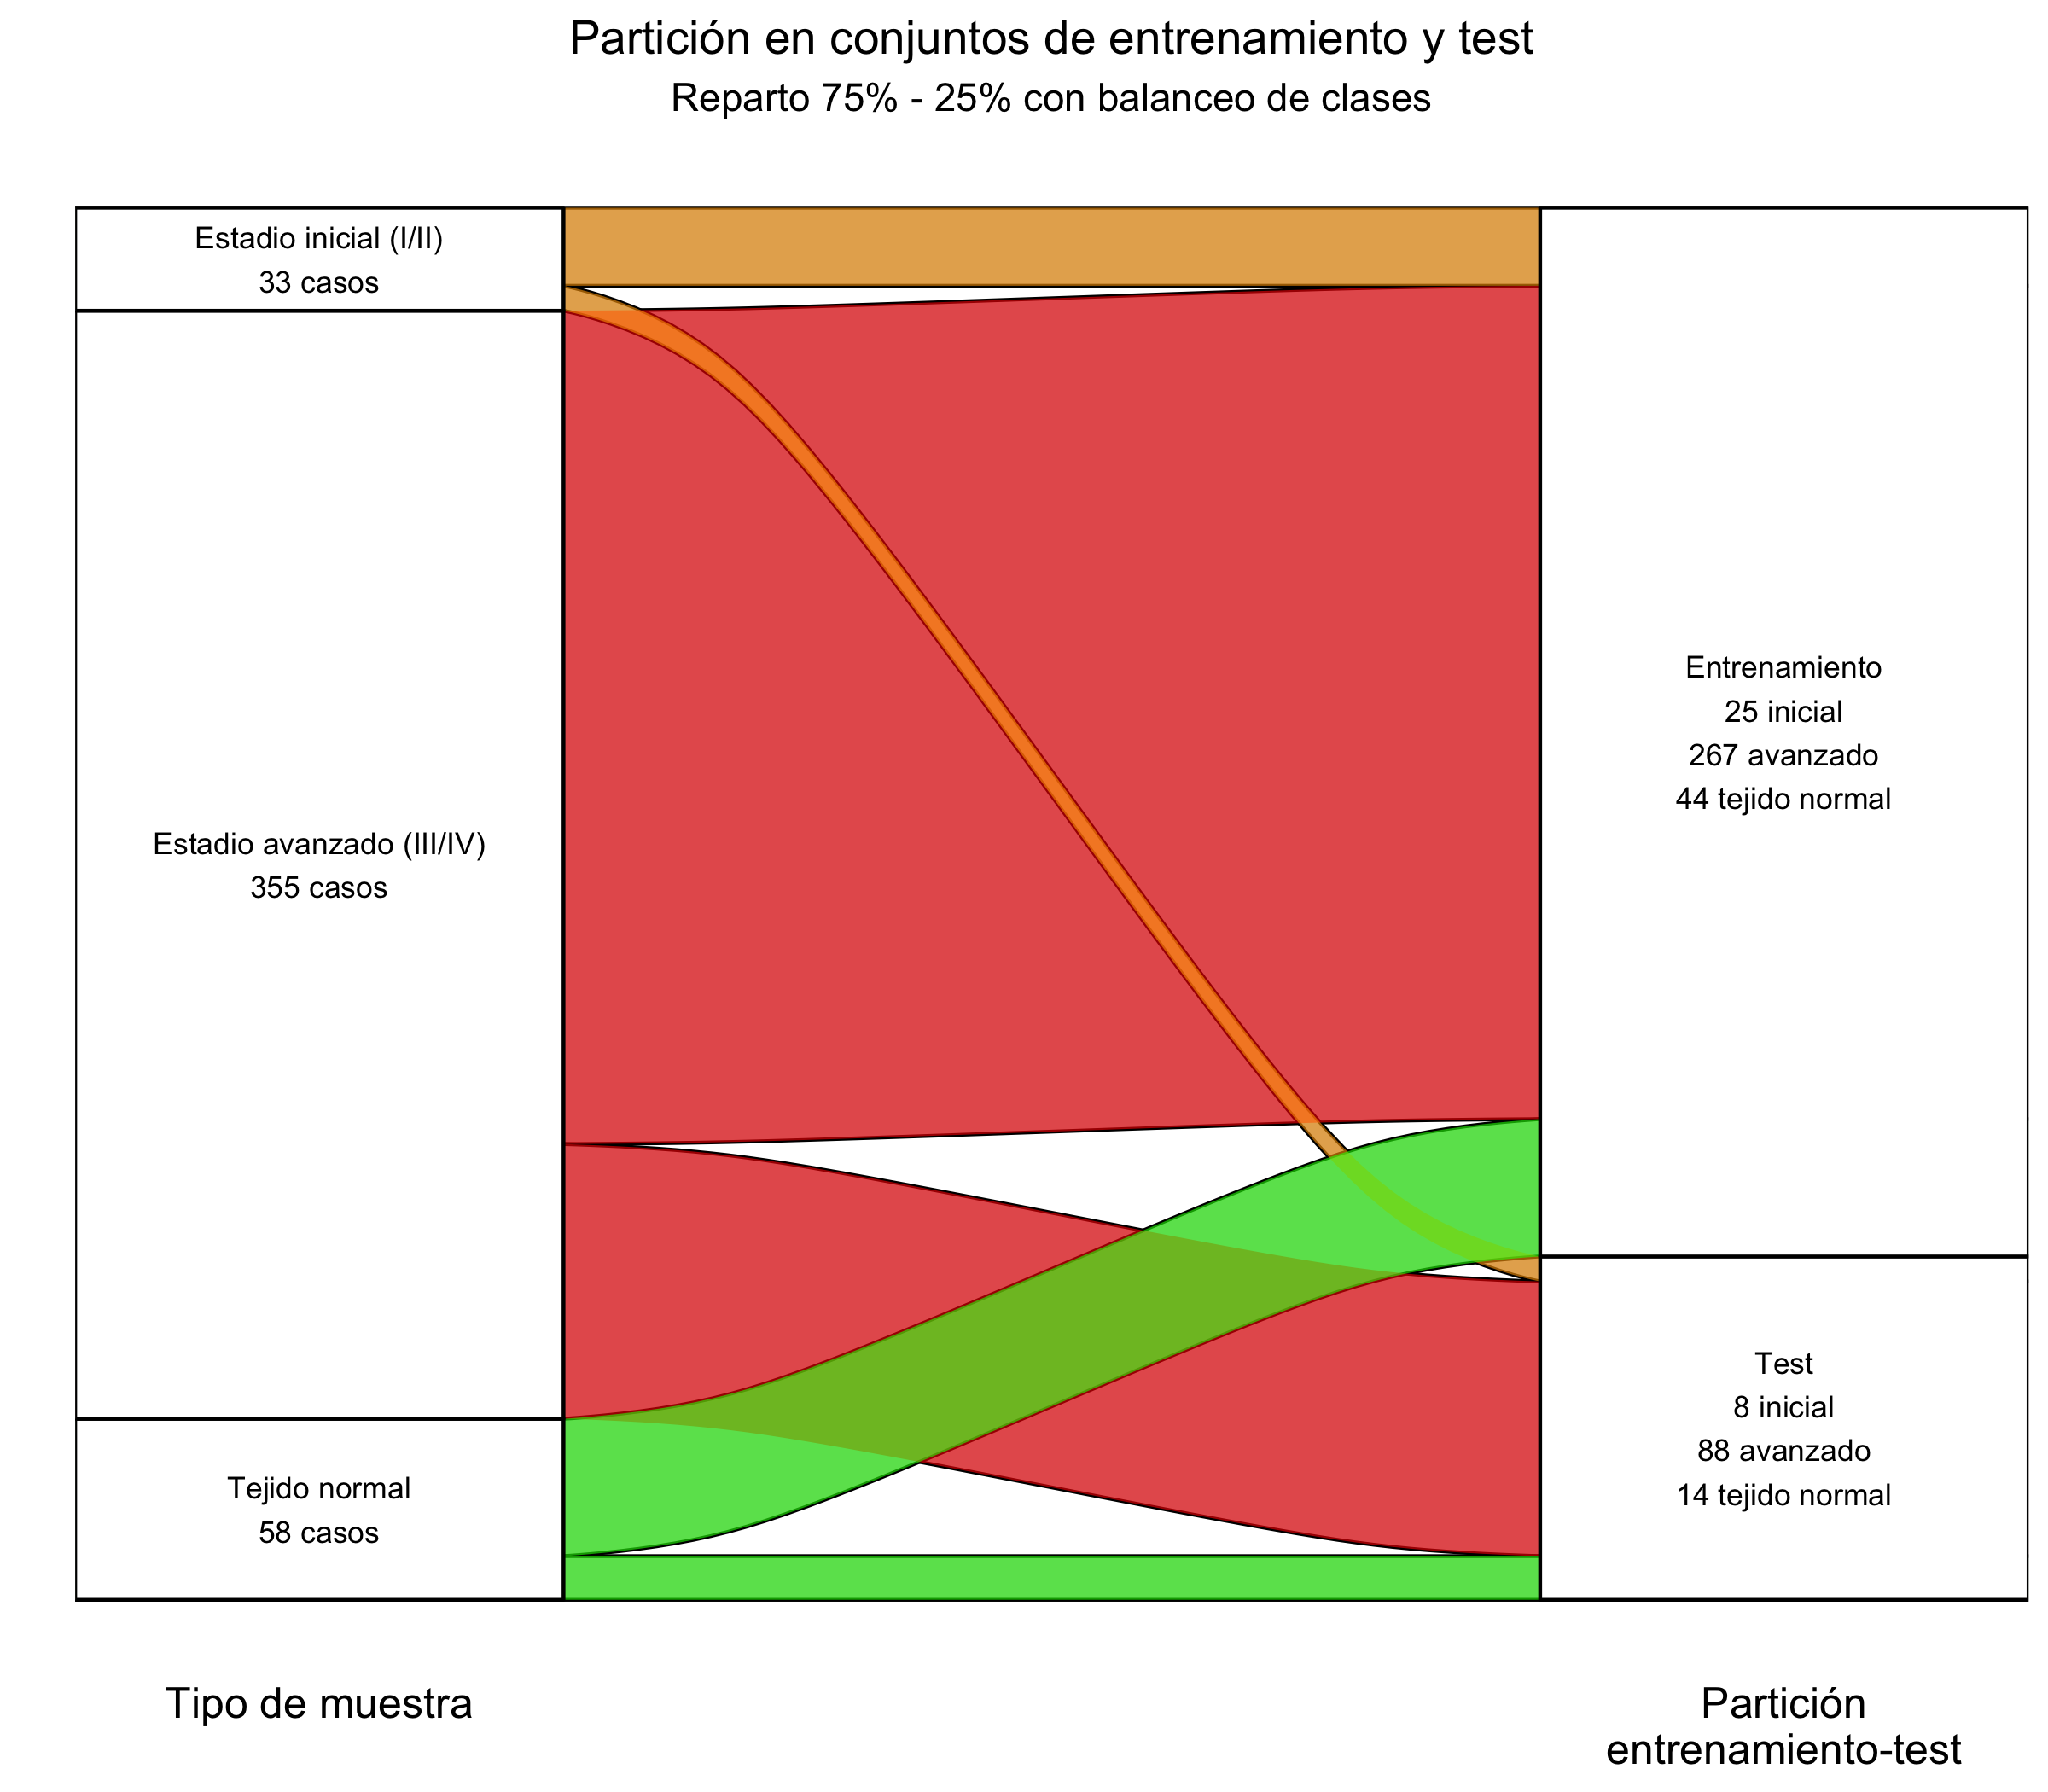 Partición en conjuntos de entrenamiento y test
Reparto 75% - 25% con balanceo de clases
Estadio inicial (I/II)
33 casos
Estadio avanzado (III/IV)
355 casos
Tejido normal
58 casos
Entrenamiento
25 inicial
267 avanzado
44 tejido normal
Test
8 inicial
88 avanzado
14 tejido normal
Tipo de muestra
Partición
entrenamiento-test